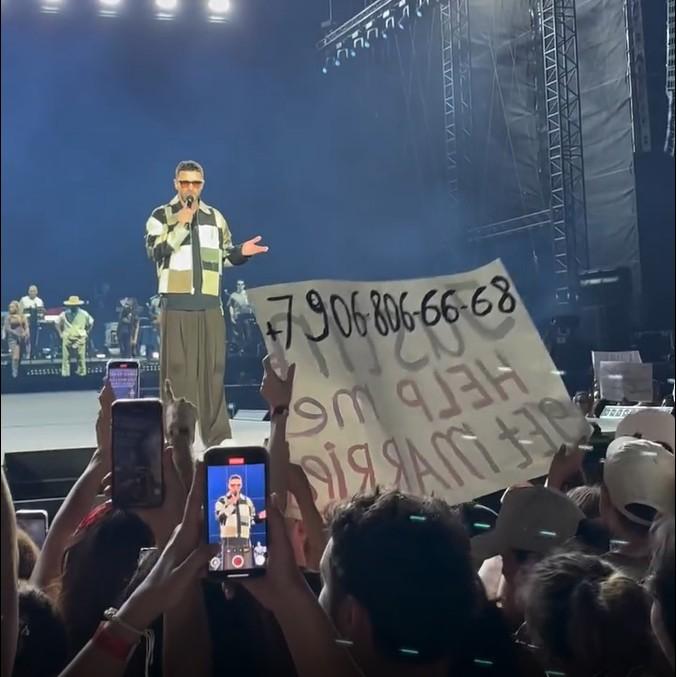 +7 906-806-66-68
JUSTIN
HELP me
GET MARRIE